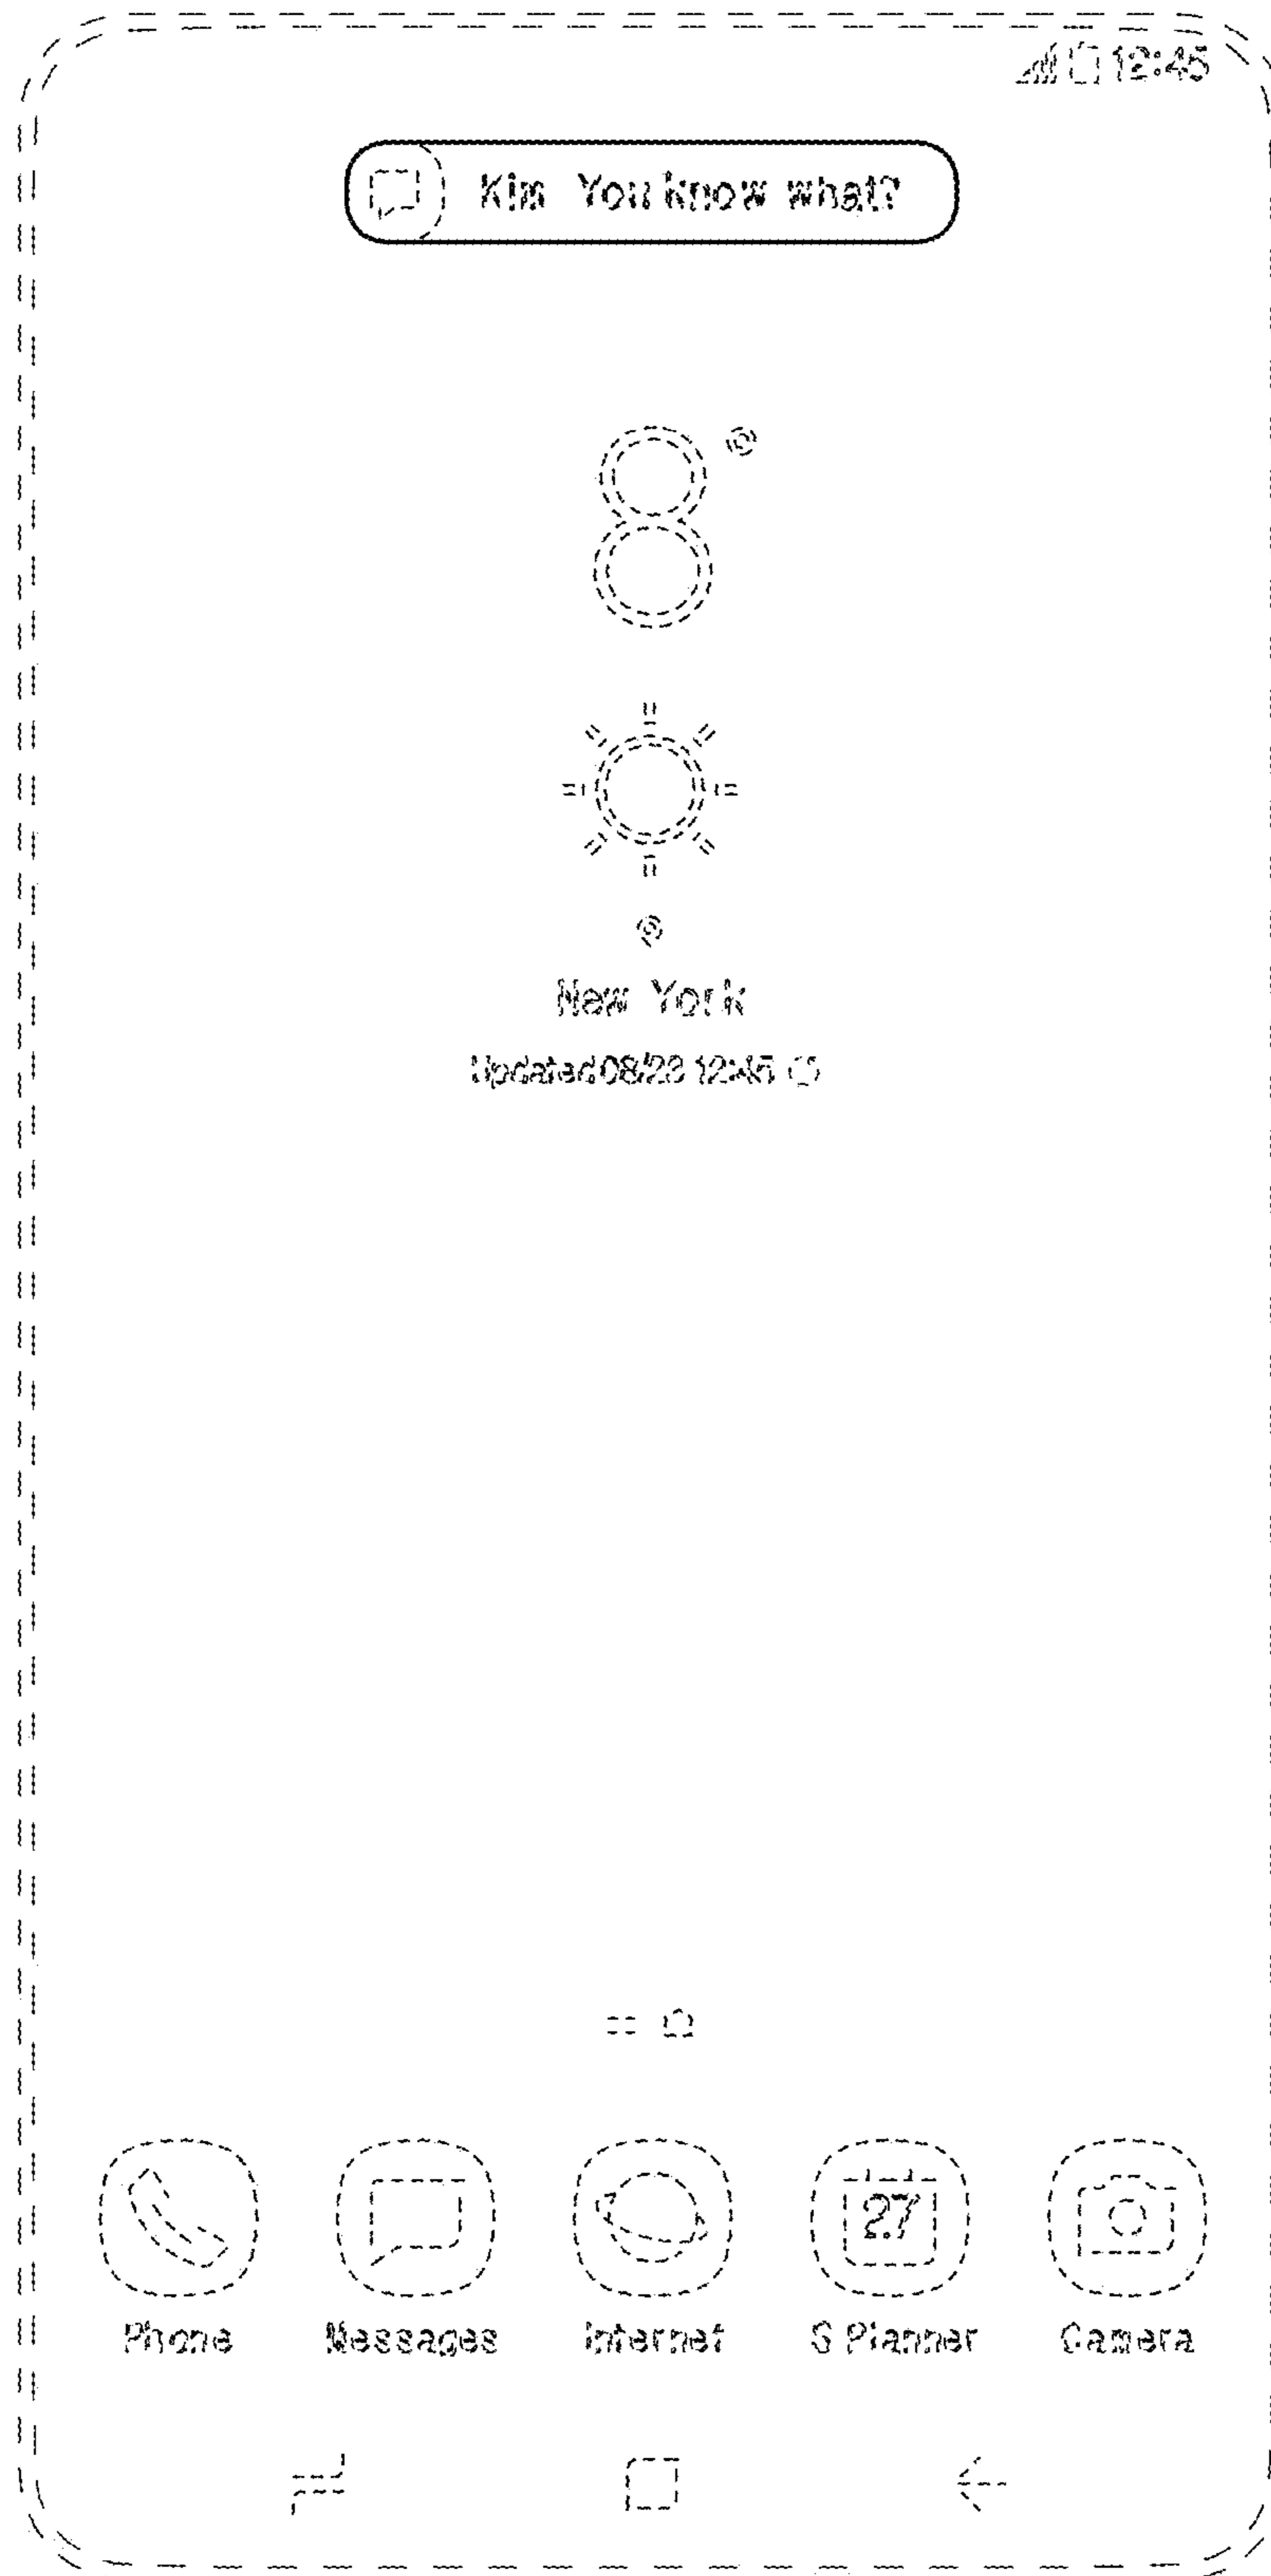 12:45
Kim You know what?
8°
New York
Updated 08/23 12:45
27
Phone Messages Internet S Planner Camera